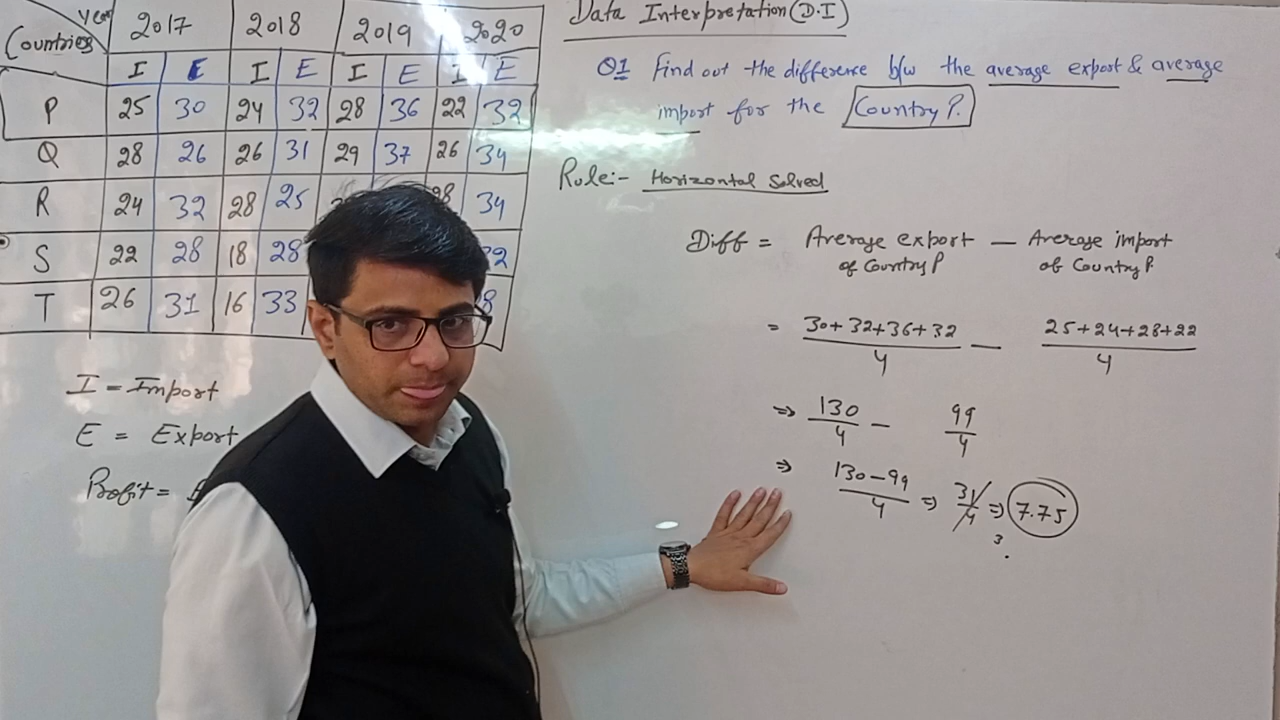 Year 2017 2018 2019 2020
Countries I E I E I E I E
P 25 30 24 32 28 36 22 32
Q 28 26 26 31 29 37 26 34
R 24 32 28 25 34
S 22 28 18 28
T 26 31 16 33
I = Import
E = Export
Profit =
Data Interpretation (D.I)
Q1 Find out the difference b/w the average export & average
import for the Country P.
Rule:- Horizontal Solved
Diff = Average export of Country P — Average import of Country P
= 30+32+36+32/4 — 25+24+28+22/4
⇒ 130/4 — 99/4
⇒ 130-99/4 ⇒ 31/4 ⇒ 7.75
3